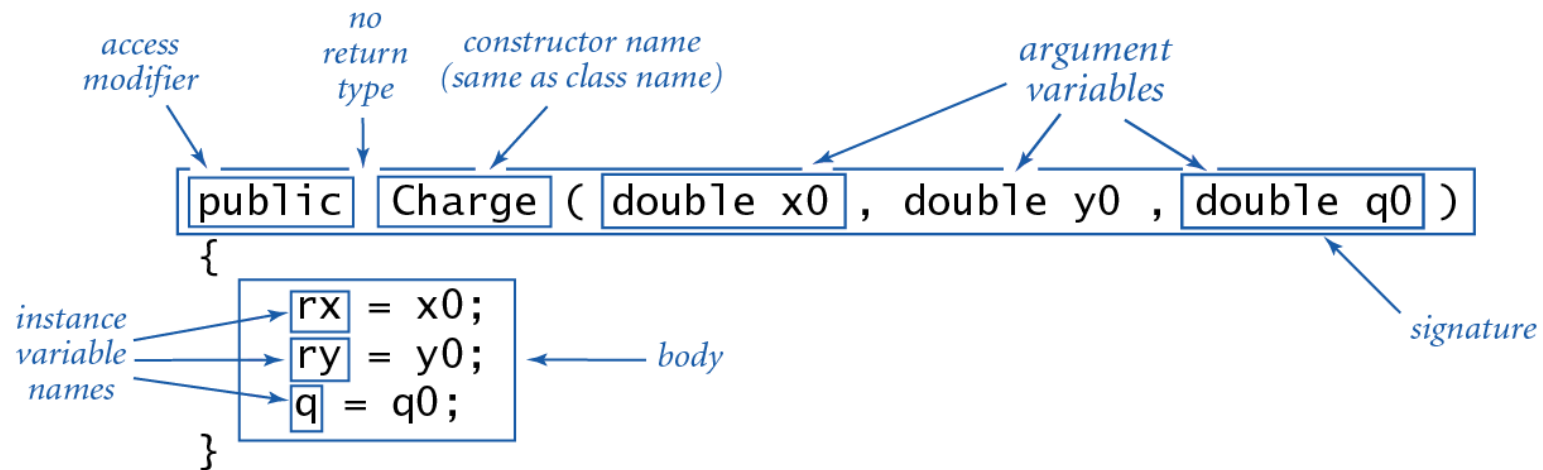 access
modifier
no
return
type
constructor name
(same as class name)
argument
variables
public Charge ( double x0 , double y0 , double q0 )
{
instance
variable
names
rx = x0;
ry = y0;
q = q0;
body
signature
}